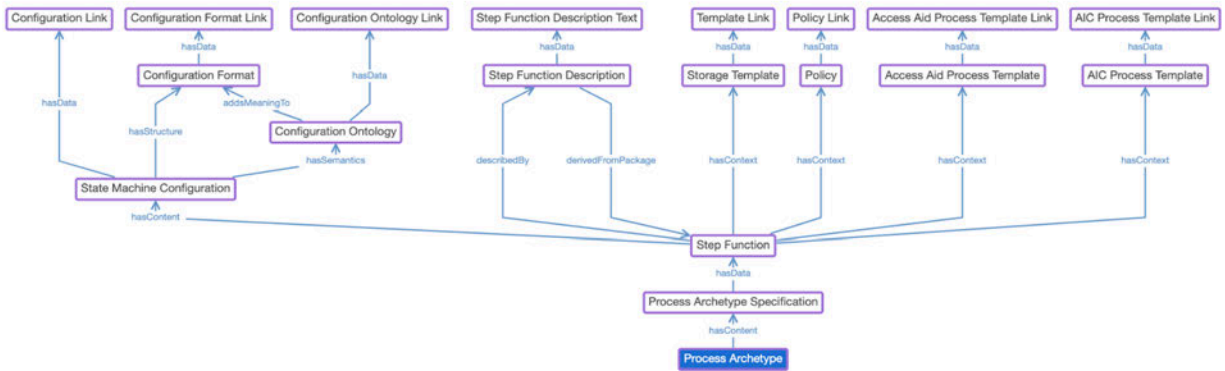 Configuration Link
Configuration Format Link
Configuration Ontology Link
Step Function Description Text
Template Link
Policy Link
Access Aid Process Template Link
AIC Process Template Link
hasData
hasData
hasData
hasData
hasData
hasData
Configuration Format
hasData
Step Function Description
Storage Template
Policy
Access Aid Process Template
AIC Process Template
hasData
addsMeaningTo
Configuration Ontology
hasStructure
hasSemantics
describedBy
derivedFromPackage
hasContext
hasContext
hasContext
hasContext
State Machine Configuration
hasContent
Step Function
hasData
Process Archetype Specification
hasContent
Process Archetype